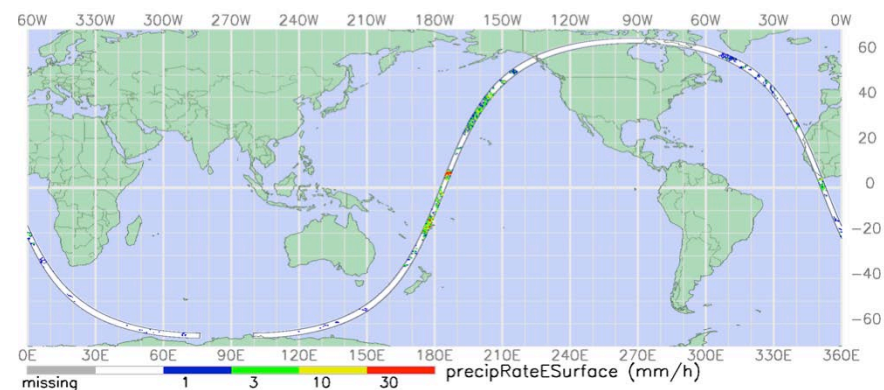 60W 330W 300W 270W 240W 210W 180W 150W 120W 90W 60W 30W 0W
60
40
20
0
−20
−40
−60
0E 30E 60E 90E 120E 150E 180E 210E 240E 270E 300E 330E 360E
missing 1 3 10 30 precipRateESurface (mm/h)